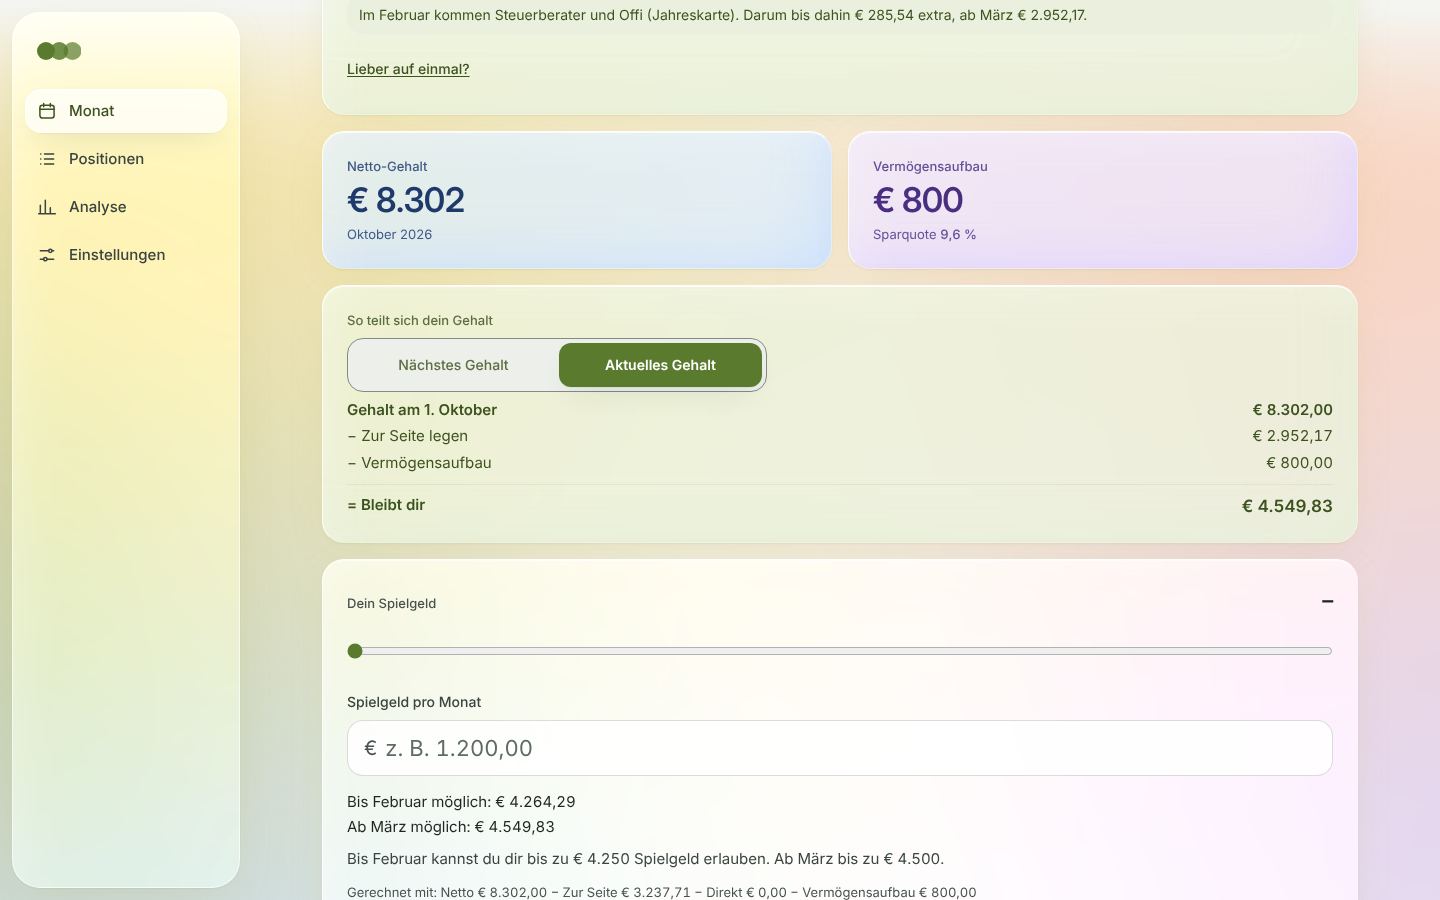 Im Februar kommen Steuerberater und Offi (Jahreskarte). Darum bis dahin € 285,54 extra, ab März € 2.952,17.
Lieber auf einmal?
Monat
Positionen
Analyse
Einstellungen
Netto-Gehalt
€ 8.302
Oktober 2026
Vermögensaufbau
€ 800
Sparquote 9,6 %
So teilt sich dein Gehalt
Nächstes Gehalt
Aktuelles Gehalt
Gehalt am 1. Oktober € 8.302,00
− Zur Seite legen € 2.952,17
− Vermögensaufbau € 800,00
= Bleibt dir € 4.549,83
Dein Spielgeld –
Spielgeld pro Monat
€ z. B. 1.200,00
Bis Februar möglich: € 4.264,29
Ab März möglich: € 4.549,83
Bis Februar kannst du dir bis zu € 4.250 Spielgeld erlauben. Ab März bis zu € 4.500.
Gerechnet mit: Netto € 8.302,00 − Zur Seite € 3.237,71 − Direkt € 0,00 − Vermögensaufbau € 800,00